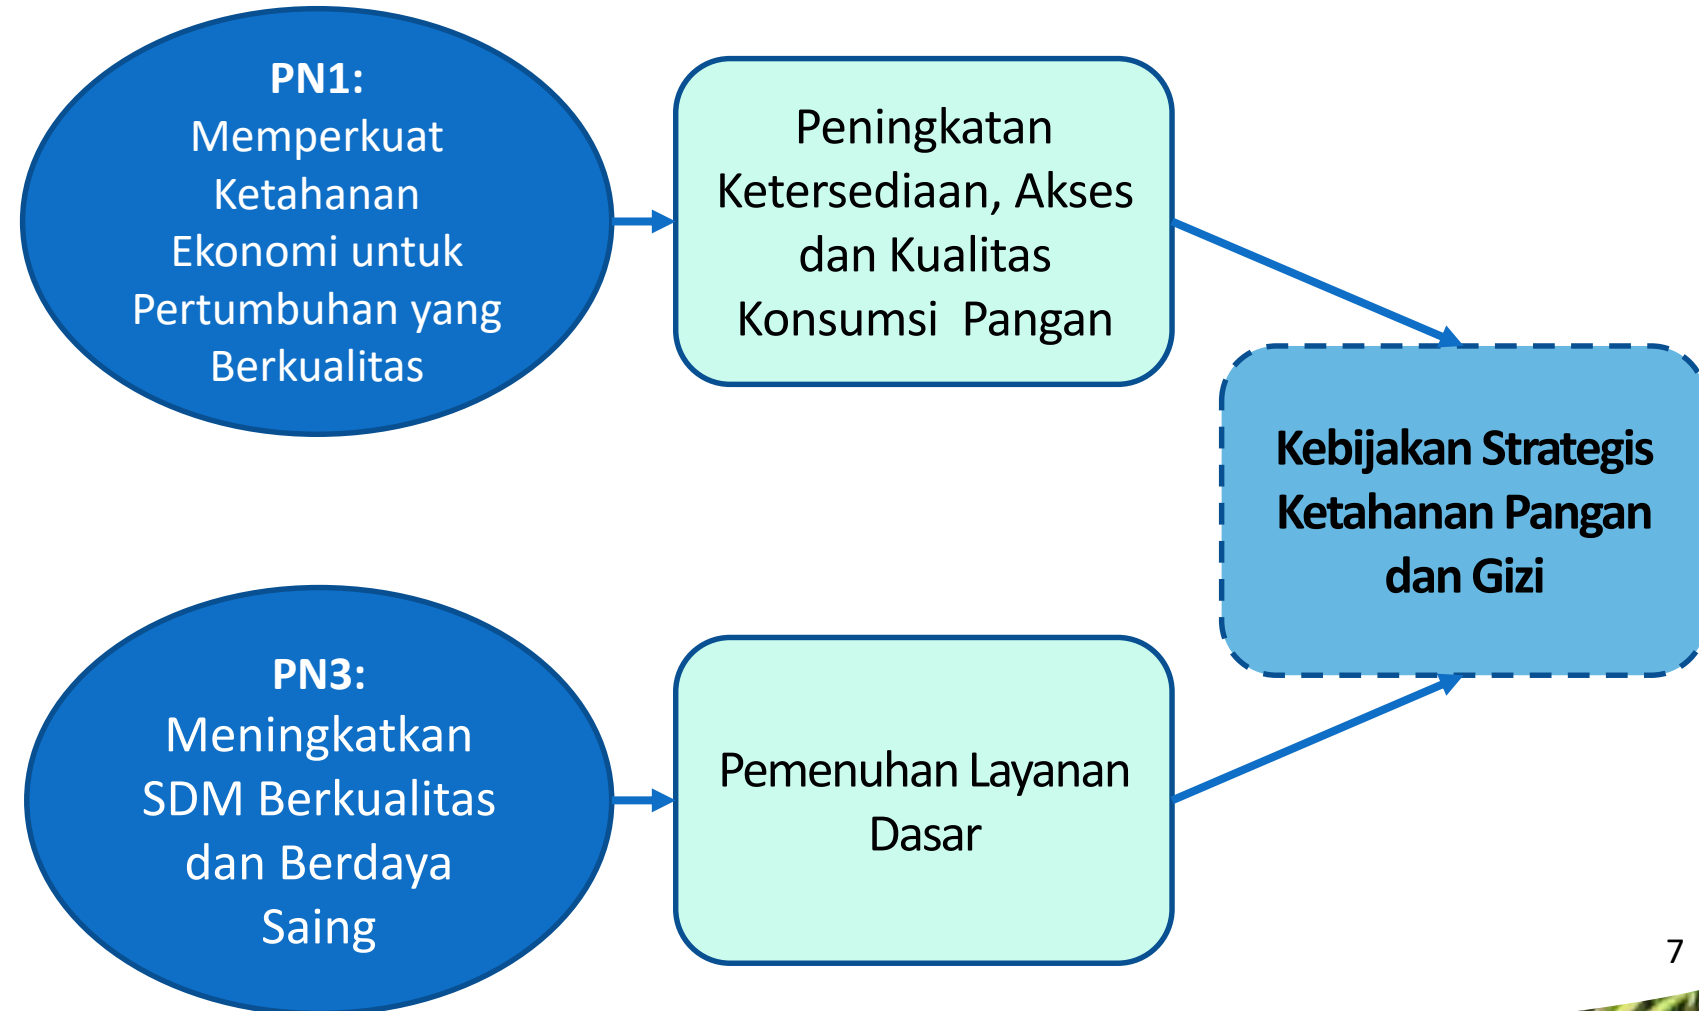 PN1:
Memperkuat
Ketahanan
Ekonomi untuk
Pertumbuhan yang
Berkualitas
Peningkatan
Ketersediaan, Akses
dan Kualitas
Konsumsi Pangan
Kebijakan Strategis
Ketahanan Pangan
dan Gizi
PN3:
Meningkatkan
SDM Berkualitas
dan Berdaya
Saing
Pemenuhan Layanan
Dasar
7